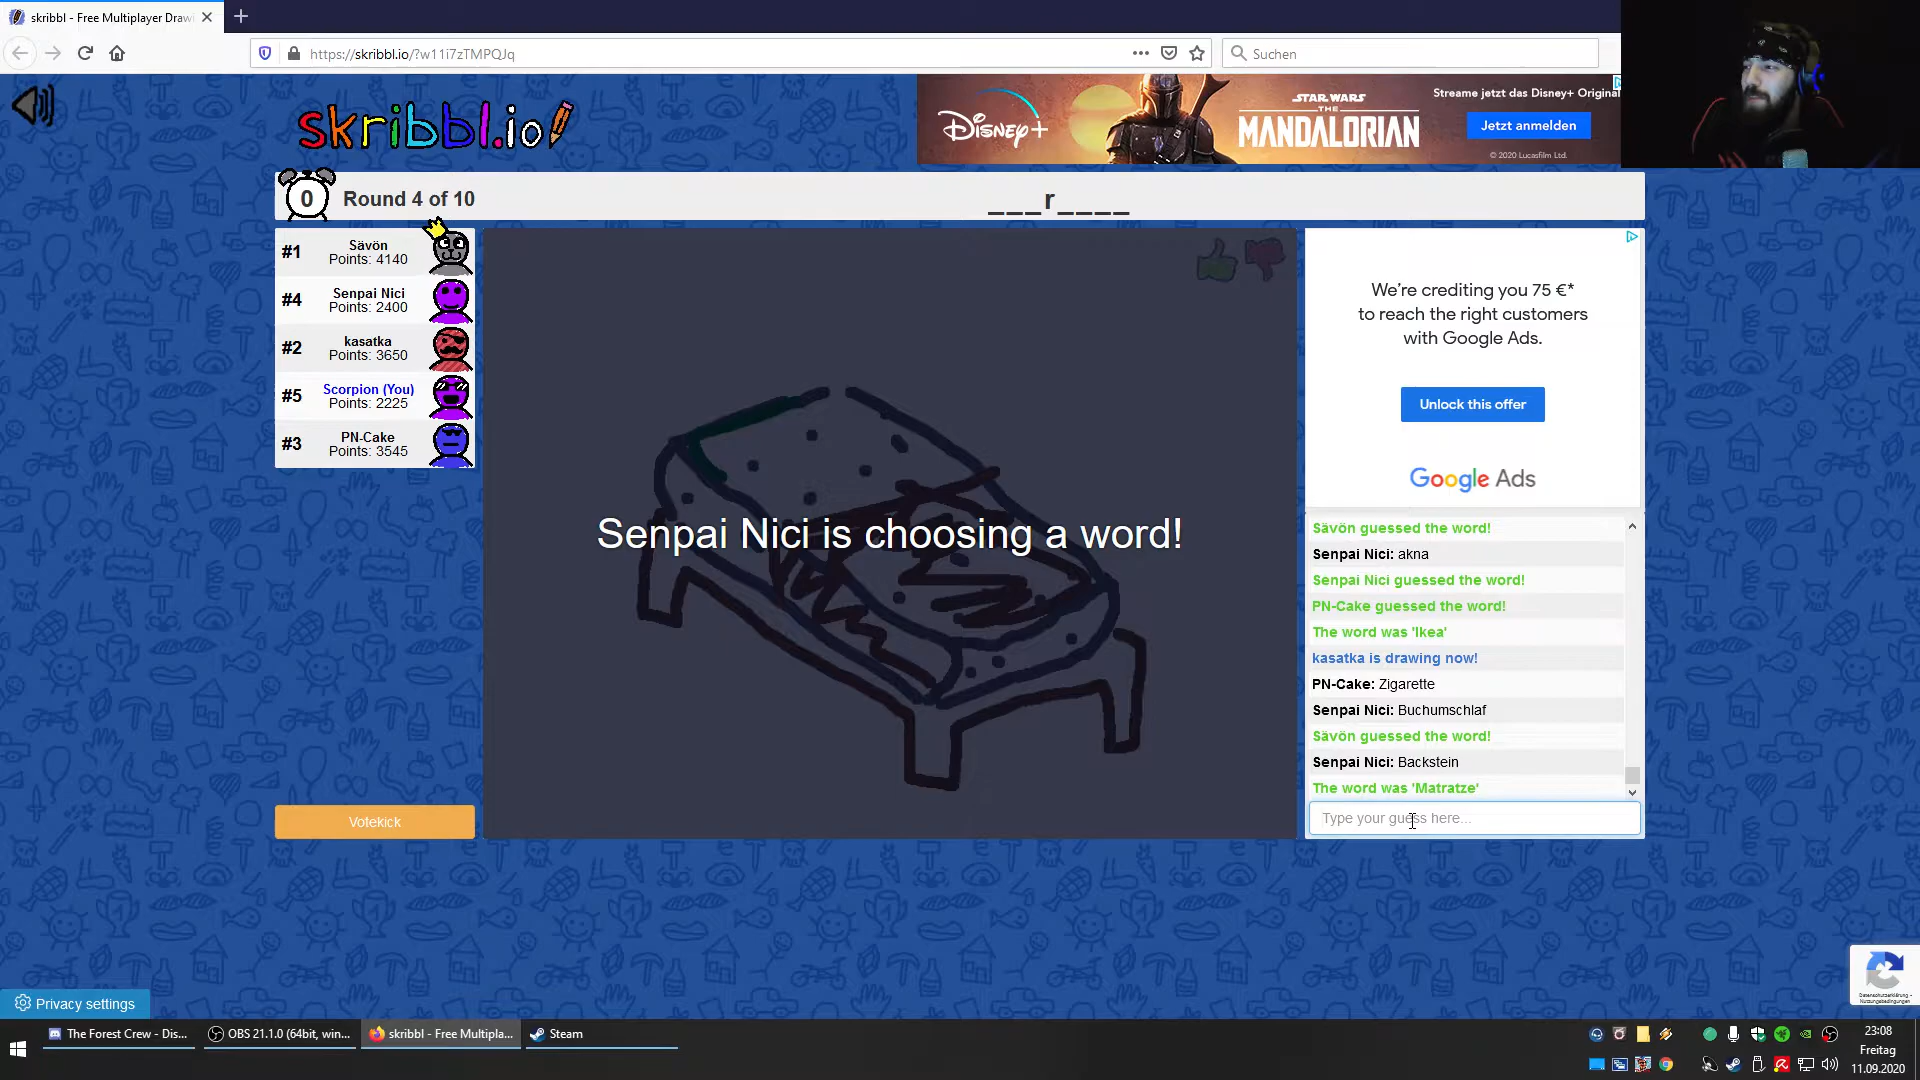 skribbl - Free Multiplayer Drawi
https://skribbl.io/?w11i7zTMPQJq
Suchen
skribbl.io
Disney+
STAR WARS
THE
MANDALORIAN
Streame jetzt das Disney+ Original
Jetzt anmelden
© 2020 Lucasfilm Ltd.
0
Round 4 of 10
___r____
#1
Sävön
Points: 4140
#4
Senpai Nici
Points: 2400
#2
kasatka
Points: 3650
#5
Scorpion (You)
Points: 2225
#3
PN-Cake
Points: 3545
Votekick
Senpai Nici is choosing a word!
We're crediting you 75 €*
to reach the right customers
with Google Ads.
Unlock this offer
Google Ads
Sävön guessed the word!
Senpai Nici: akna
Senpai Nici guessed the word!
PN-Cake guessed the word!
The word was 'Ikea'
kasatka is drawing now!
PN-Cake: Zigarette
Senpai Nici: Buchumschlaf
Sävön guessed the word!
Senpai Nici: Backstein
The word was 'Matratze'
Type your guess here...
Datenschutzerklärung -
Nutzungsbedingungen
Privacy settings
The Forest Crew - Dis...
OBS 21.1.0 (64bit, win...
skribbl - Free Multipla...
Steam
23:08
Freitag
11.09.2020